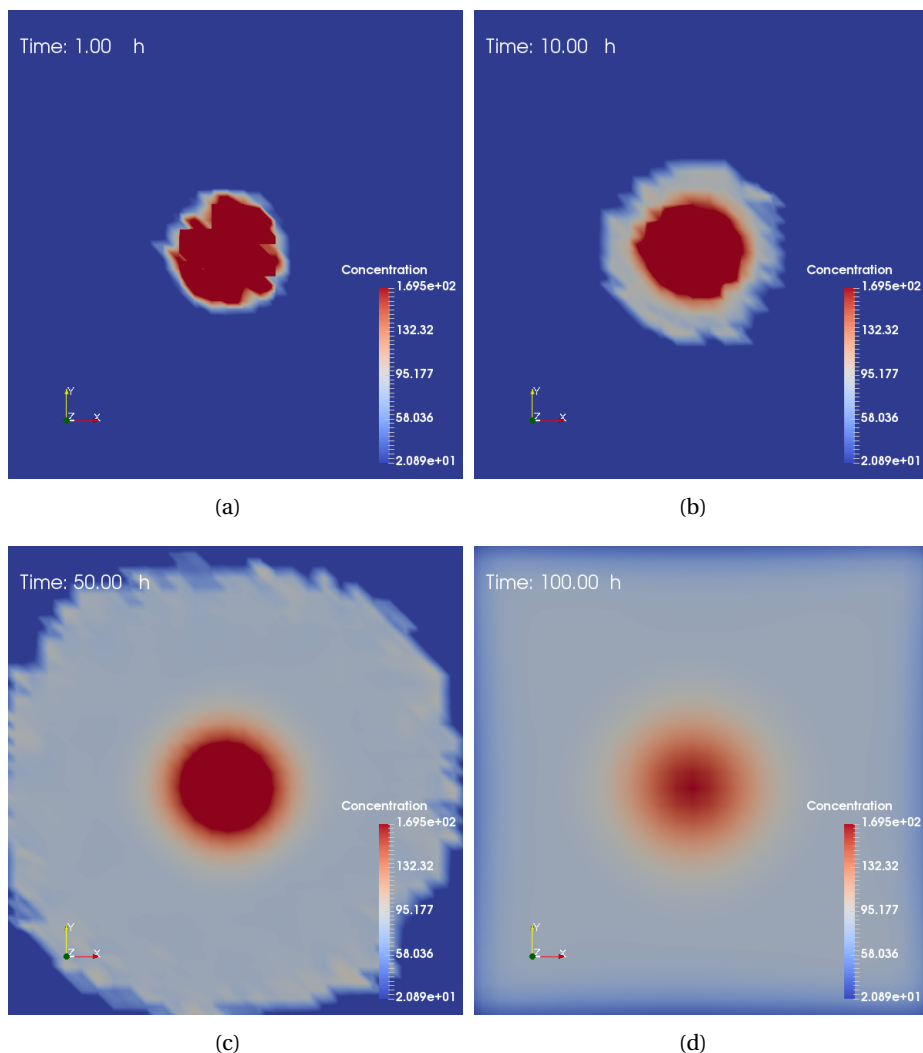 Time: 1.00 h
Concentration
1.695e+02
132.32
95.177
58.036
2.089e+01
Y
Z
X
(a)
Time: 10.00 h
Concentration
1.695e+02
132.32
95.177
58.036
2.089e+01
Y
Z
X
(b)
Time: 50.00 h
Concentration
1.695e+02
132.32
95.177
58.036
2.089e+01
Y
Z
X
(c)
Time: 100.00 h
Concentration
1.695e+02
132.32
95.177
58.036
2.089e+01
Y
Z
X
(d)